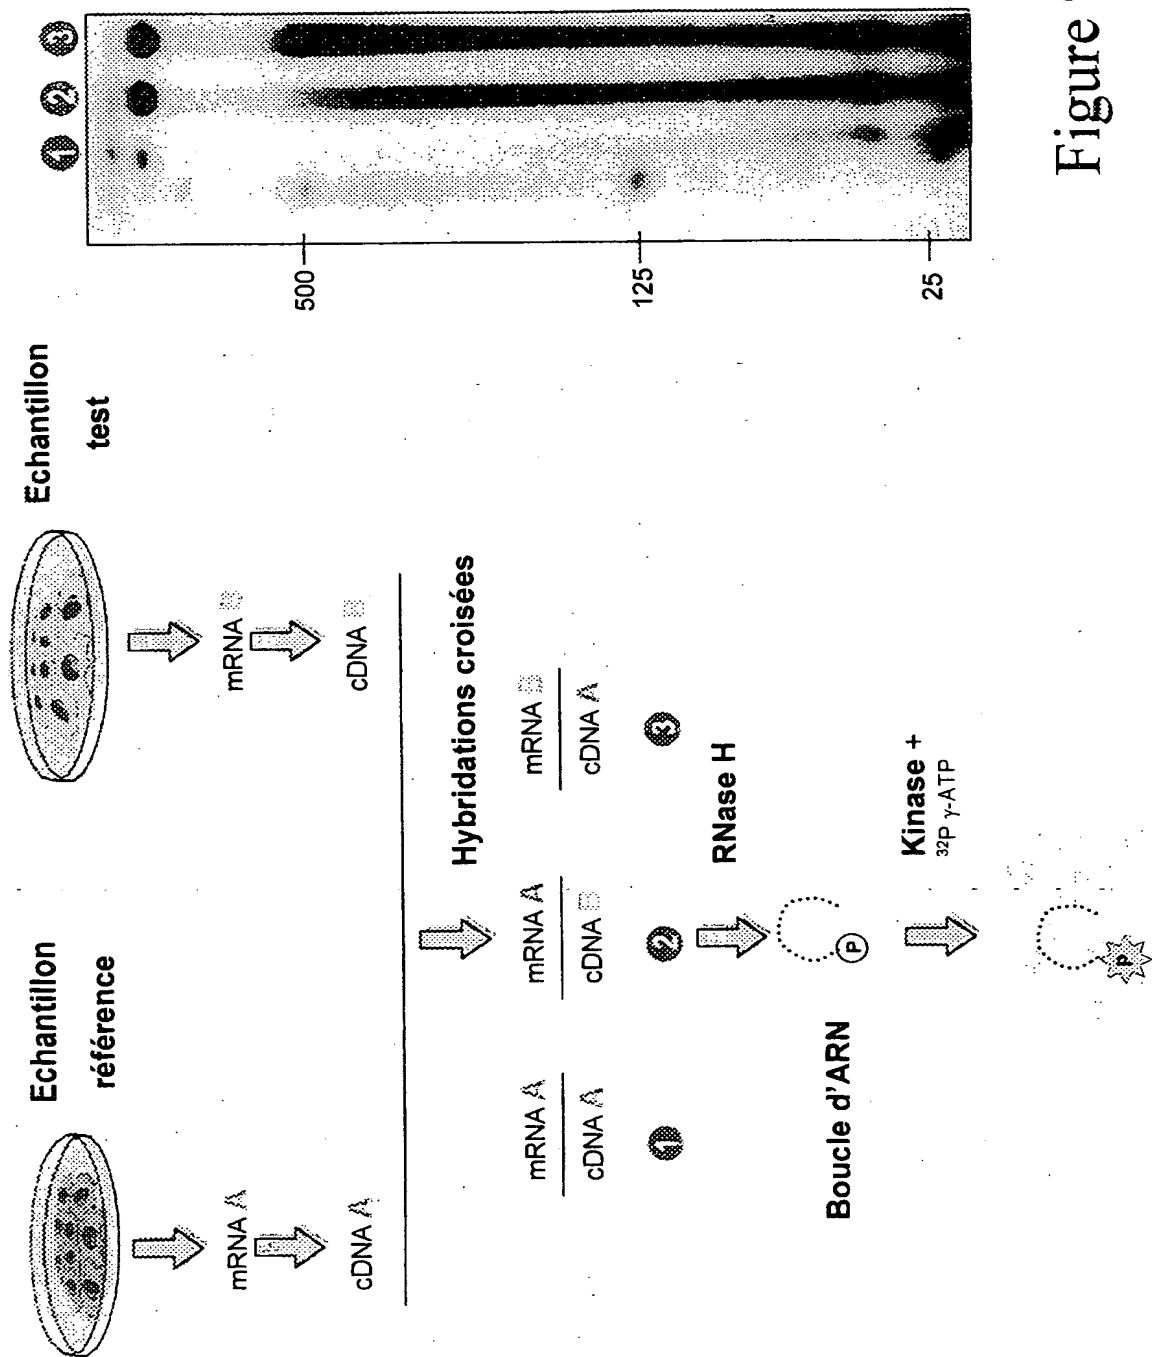 Echantillon
référence
Echantillon
test
mRNA A
mRNA B
cDNA A
cDNA B
Hybridations croisées
mRNA A
cDNA A
1
mRNA A
cDNA B
2
mRNA B
cDNA A
3
RNase H
Boucle d'ARN
P
Kinase +
32P γ-ATP
P
1
2
3
500
125
25
Figure